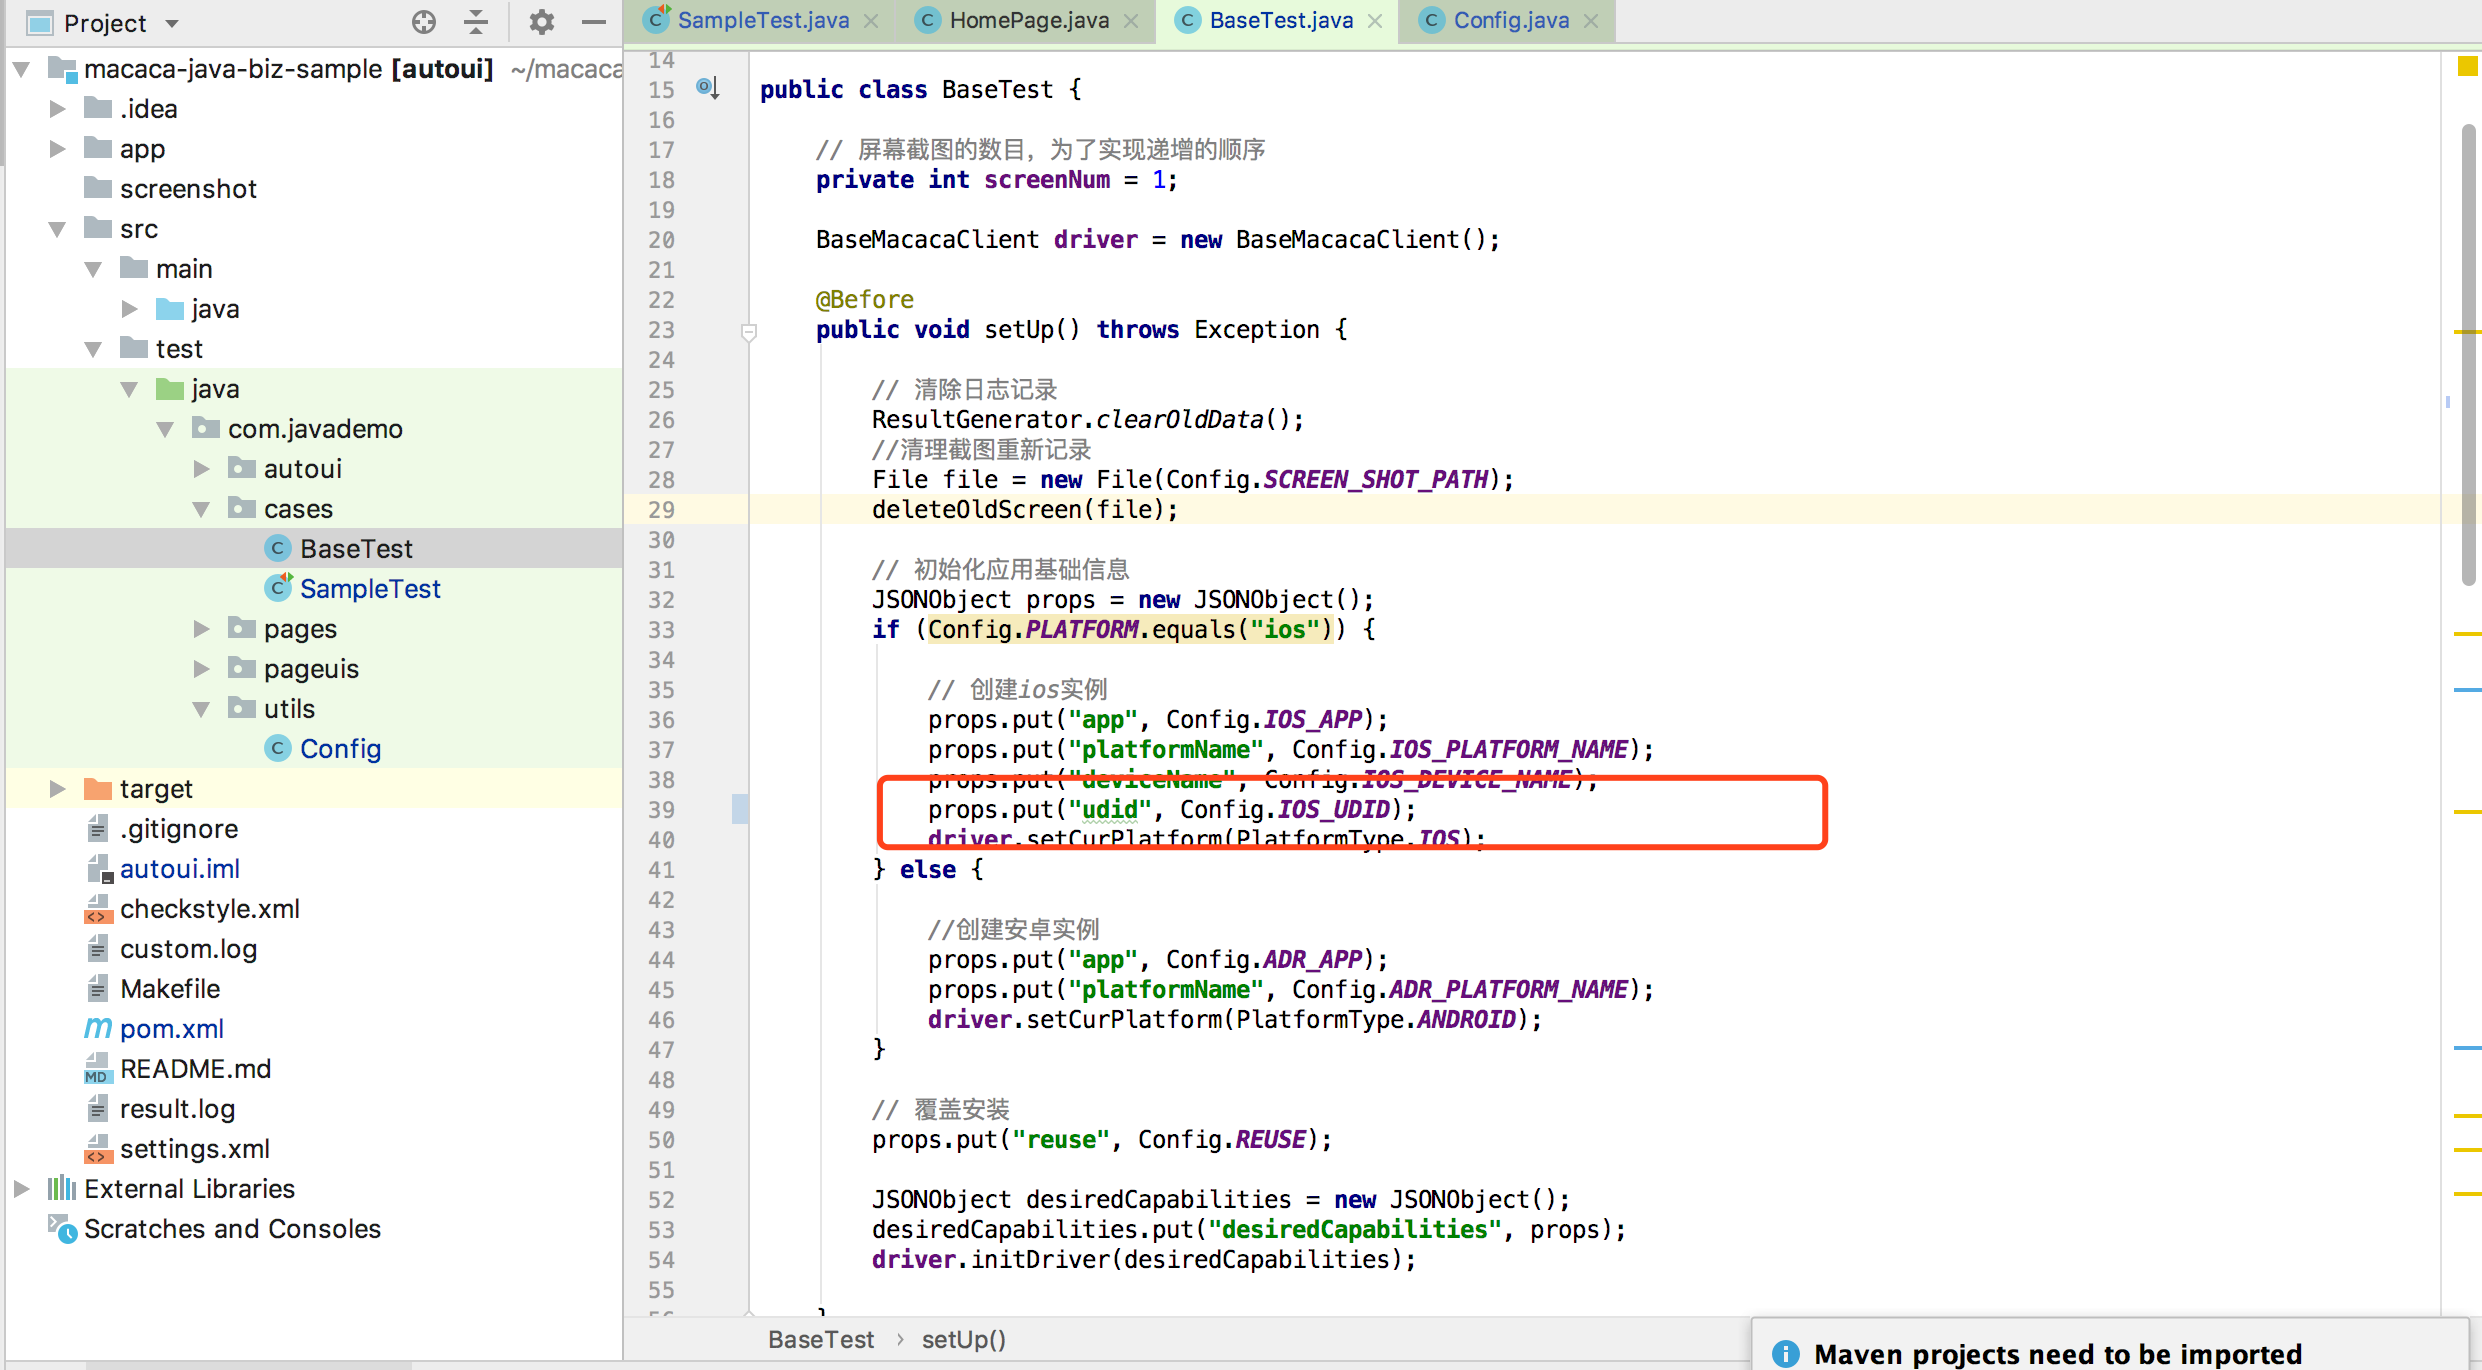 Project
macaca-java-biz-sample [autoui] ~/macaca
.idea
app
screenshot
src
main
java
test
java
com.javademo
autoui
cases
BaseTest
SampleTest
pages
pageuis
utils
Config
target
.gitignore
autoui.iml
checkstyle.xml
custom.log
Makefile
pom.xml
README.md
result.log
settings.xml
External Libraries
Scratches and Consoles
SampleTest.java
HomePage.java
BaseTest.java
Config.java
14
15 public class BaseTest {
16
17 // 屏幕截图的数目，为了实现递增的顺序
18 private int screenNum = 1;
19
20 BaseMacacaClient driver = new BaseMacacaClient();
21
22 @Before
23 public void setUp() throws Exception {
24
25 // 清除日志记录
26 ResultGenerator.clearOldData();
27 //清理截图重新记录
28 File file = new File(Config.SCREEN_SHOT_PATH);
29 deleteOldScreen(file);
30
31 // 初始化应用基础信息
32 JSONObject props = new JSONObject();
33 if (Config.PLATFORM.equals("ios")) {
34
35 // 创建ios实例
36 props.put("app", Config.IOS_APP);
37 props.put("platformName", Config.IOS_PLATFORM_NAME);
38 props.put("deviceName", Config.IOS_DEVICE_NAME);
39 props.put("udid", Config.IOS_UDID);
40 driver.setCurPlatform(PlatformType.IOS);
41 } else {
42
43 //创建安卓实例
44 props.put("app", Config.ADR_APP);
45 props.put("platformName", Config.ADR_PLATFORM_NAME);
46 driver.setCurPlatform(PlatformType.ANDROID);
47 }
48
49 // 覆盖安装
50 props.put("reuse", Config.REUSE);
51
52 JSONObject desiredCapabilities = new JSONObject();
53 desiredCapabilities.put("desiredCapabilities", props);
54 driver.initDriver(desiredCapabilities);
55
BaseTest › setUp()
Maven projects need to be imported